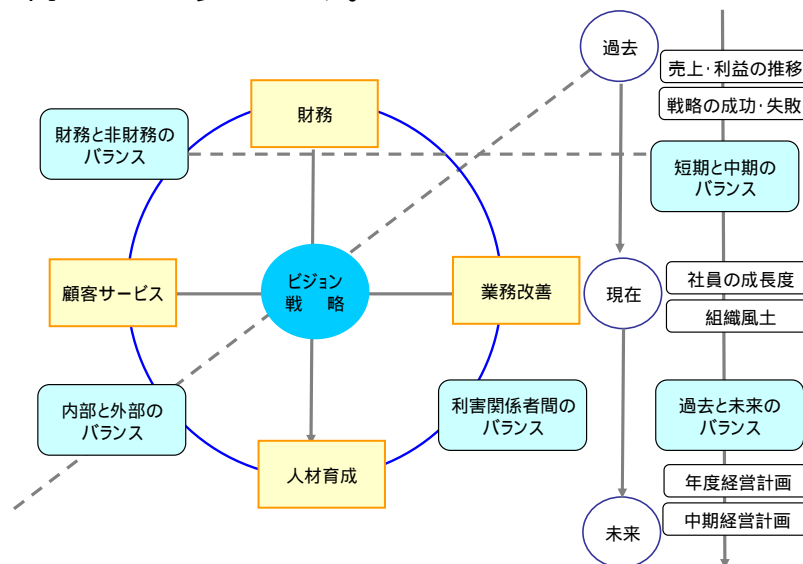 過去
売上･利益の推移
財務
戦略の成功･失敗
財務と非財務の
バランス
短期と中期の
バランス
顧客サービス
ビジョン
戦　略
業務改善
現在
社員の成長度
組織風土
内部と外部の
バランス
利害関係者間の
バランス
過去と未来の
バランス
人材育成
年度経営計画
中期経営計画
未来